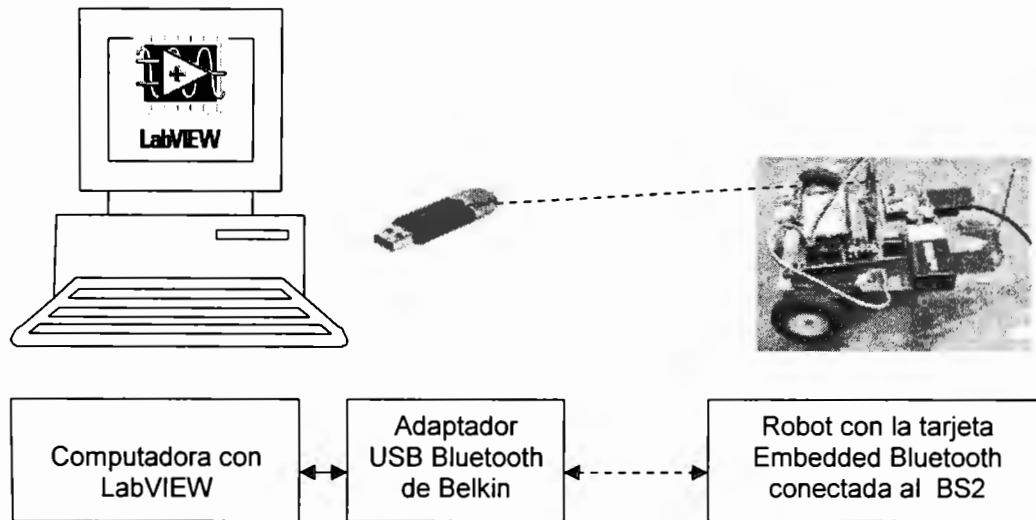 LabVIEW
Computadora con
LabVIEW
Adaptador
USB Bluetooth
de Belkin
Robot con la tarjeta
Embedded Bluetooth
conectada al BS2